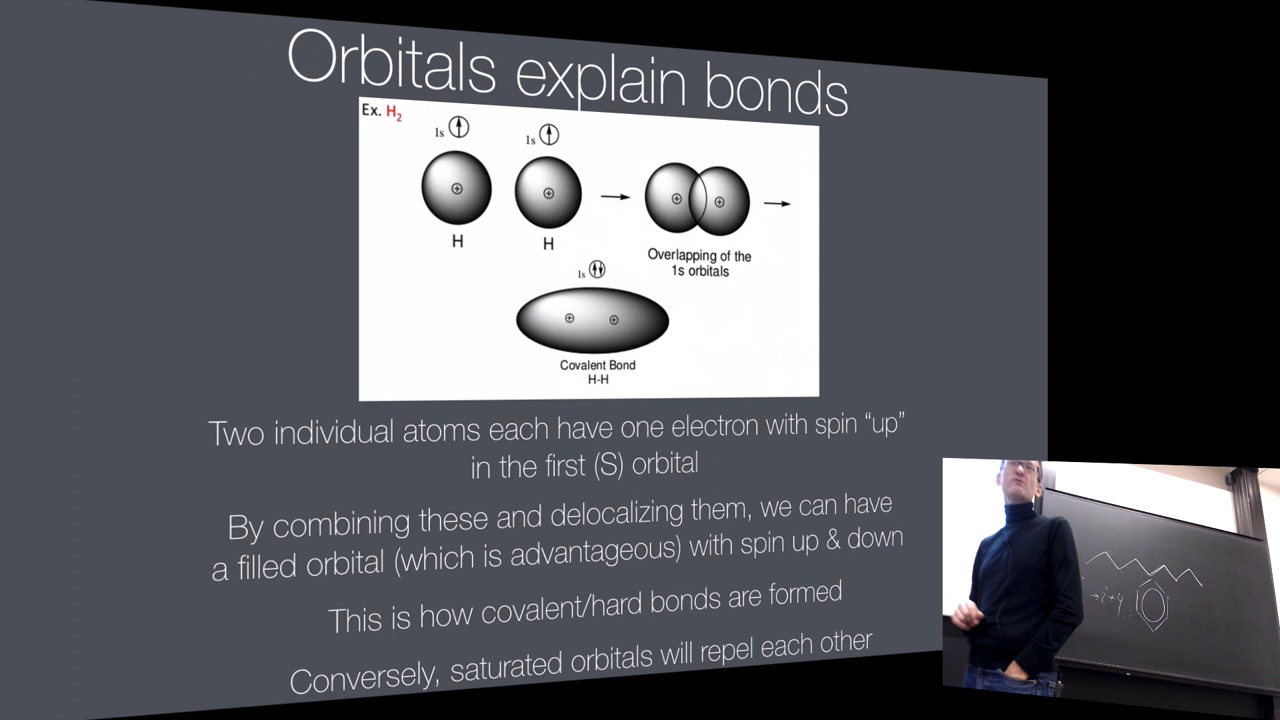 Orbitals explain bonds
Ex. H₂
1s
1s
H
H
Overlapping of the
1s orbitals
1s
Covalent Bond
H-H
Two individual atoms each have one electron with spin “up”
in the first (S) orbital
By combining these and delocalizing them, we can have
a filled orbital (which is advantageous) with spin up & down
This is how covalent/hard bonds are formed
Conversely, saturated orbitals will repel each other